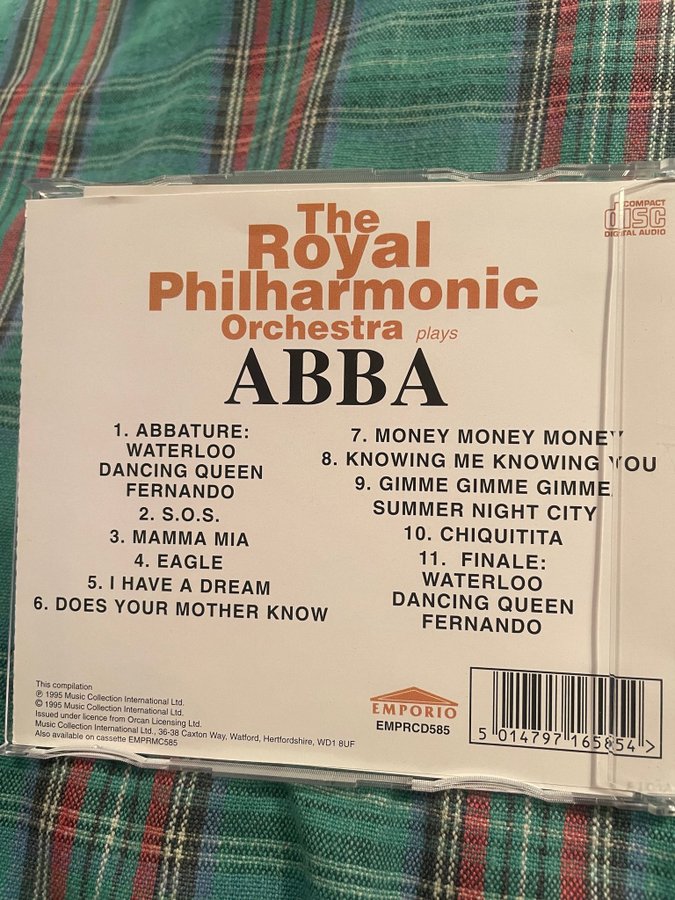 The
Royal
Philharmonic
Orchestra plays
ABBA
COMPACT
disc
DIGITAL AUDIO
1. ABBATURE:
WATERLOO
DANCING QUEEN
FERNANDO
2. S.O.S.
3. MAMMA MIA
4. EAGLE
5. I HAVE A DREAM
6. DOES YOUR MOTHER KNOW
7. MONEY MONEY MONEY
8. KNOWING ME KNOWING YOU
9. GIMME GIMME GIMME
SUMMER NIGHT CITY
10. CHIQUITITA
11. FINALE:
WATERLOO
DANCING QUEEN
FERNANDO
This compilation
℗ 1995 Music Collection International Ltd.
© 1995 Music Collection International Ltd.
Issued under licence from Orcan Licensing Ltd.
Music Collection International Ltd., 36-38 Caxton Way, Watford, Hertfordshire, WD1 8UF
Also available on cassette EMPRMC585
EMPORIO
EMPRCD585
5 014797 165854 >